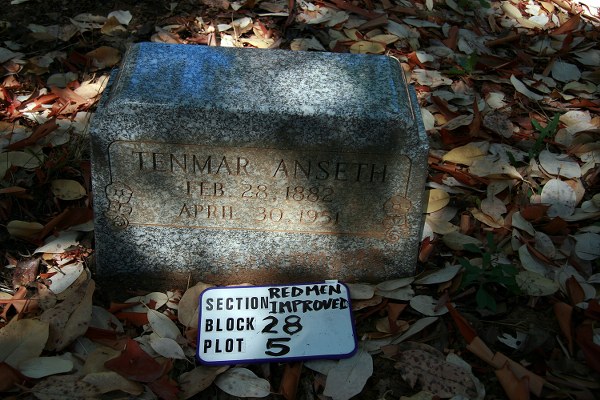 TENMAR ANSETH
FEB. 28, 1882
APRIL 30, 1951
SECTION REDMEN IMPROVED
BLOCK 28
PLOT 5